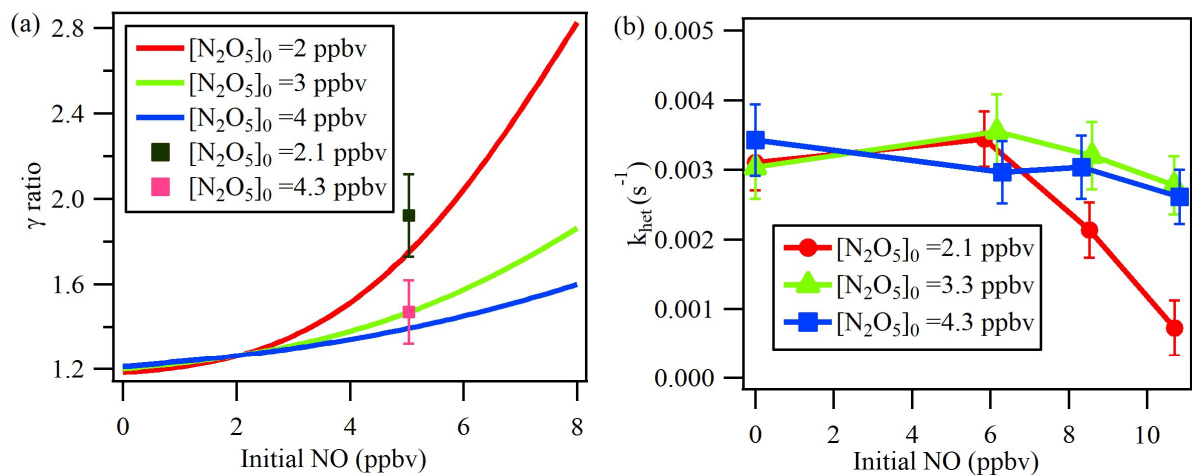 (a)
2.8
2.4
2.0
1.6
1.2
γ ratio
[N₂O₅]₀ =2 ppbv
[N₂O₅]₀ =3 ppbv
[N₂O₅]₀ =4 ppbv
[N₂O₅]₀ =2.1 ppbv
[N₂O₅]₀ =4.3 ppbv
0 2 4 6 8
Initial NO (ppbv)
(b)
0.005
0.004
0.003
0.002
0.001
0.000
k_het (s⁻¹)
[N₂O₅]₀ =2.1 ppbv
[N₂O₅]₀ =3.3 ppbv
[N₂O₅]₀ =4.3 ppbv
0 2 4 6 8 10
Initial NO (ppbv)